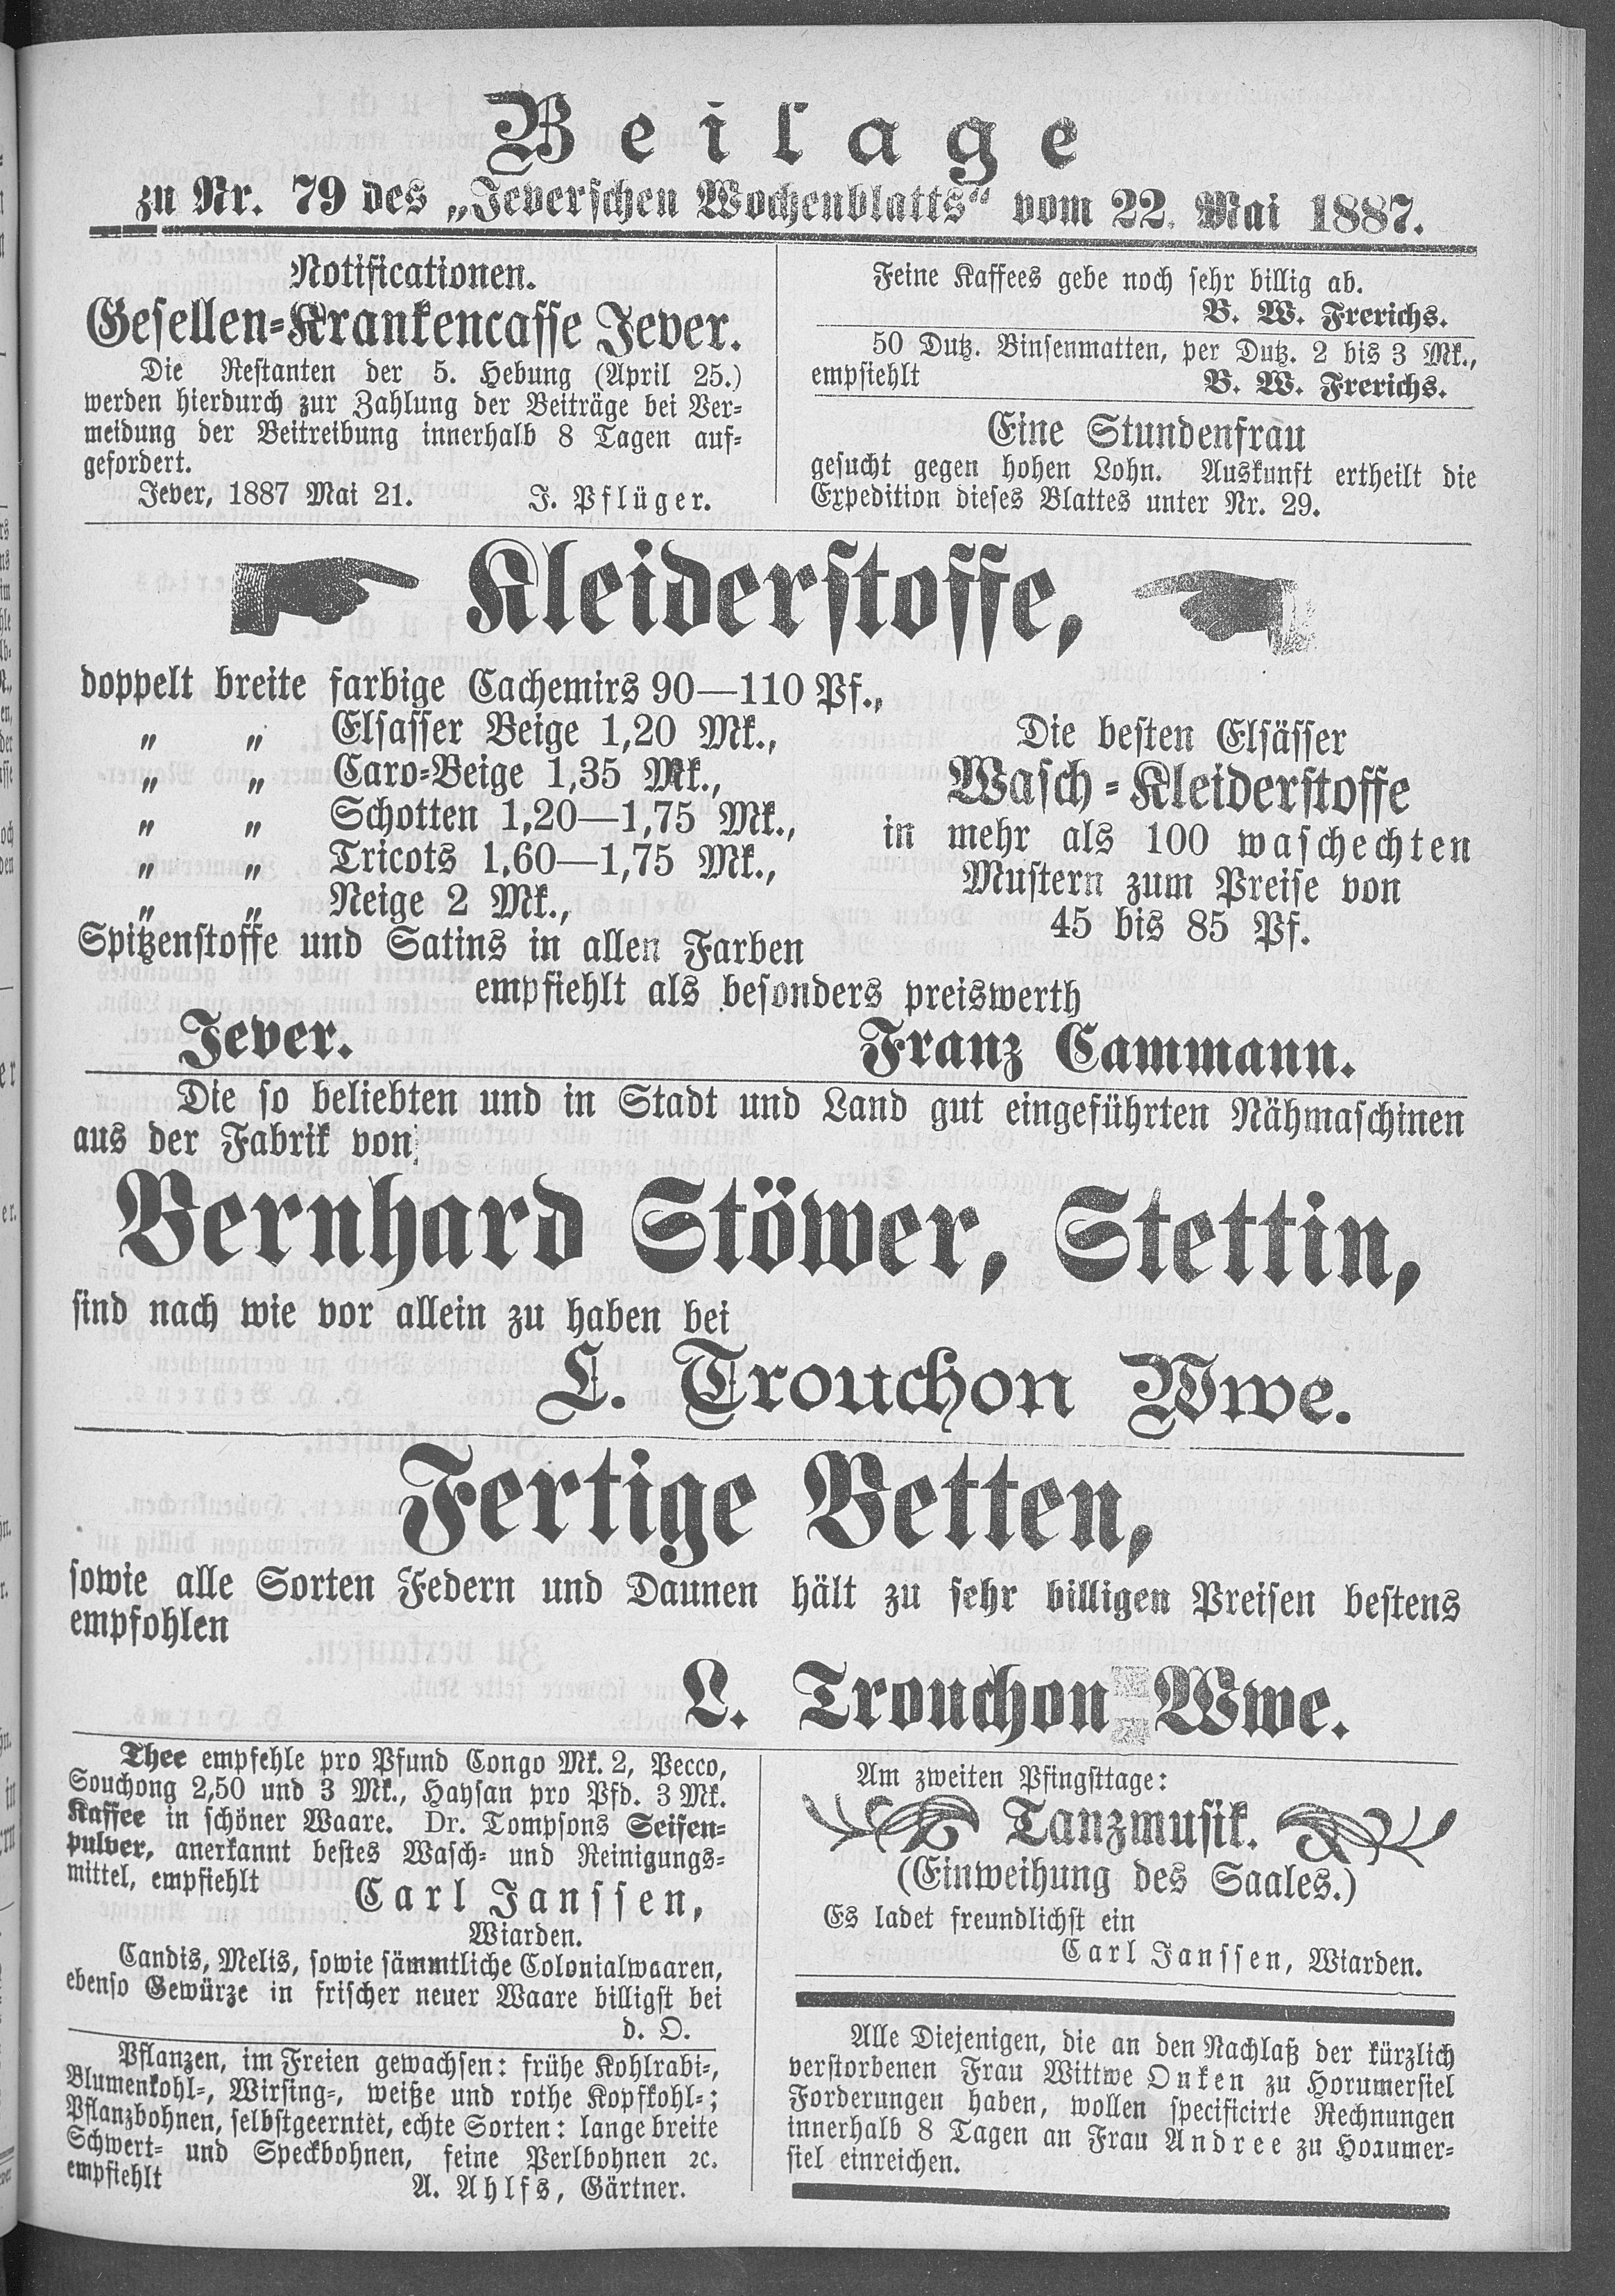 Beilage
zu Nr. 79 des „Jeverschen Wochenblatts“ vom 22. Mai 1887.
Notificationen.
Gesellen-Krankencasse Jever.
Die Restanten der 5. Hebung (April 25.)
werden hierdurch zur Zahlung der Beiträge bei Ver-
meidung der Beitreibung innerhalb 8 Tagen auf-
gefordert.
Jever, 1887 Mai 21. J. Pflüger.
Feine Kaffees gebe noch sehr billig ab.
B. W. Frerichs.
50 Dutz. Binsenmatten, per Dutz. 2 bis 3 Mk.,
empfiehlt B. W. Frerichs.
Eine Stundenfrau
gesucht gegen hohen Lohn. Auskunft ertheilt die
Expedition dieses Blattes unter Nr. 29.
Kleiderstoffe,
doppelt breite farbige Cachemirs 90—110 Pf.,
„ „ Elsasser Beige 1,20 Mk.,
„ „ Caro-Beige 1,35 Mk.,
„ „ Schotten 1,20—1,75 Mk.,
„ „ Tricots 1,60—1,75 Mk.,
„ „ Neige 2 Mk.,
Spitzenstoffe und Satins in allen Farben
Die besten Elsässer
Wasch-Kleiderstoffe
in mehr als 100 waschechten
Mustern zum Preise von
45 bis 85 Pf.
empfiehlt als besonders preiswerth
Jever. Franz Cammann.
Die so beliebten und in Stadt und Land gut eingeführten Nähmaschinen
aus der Fabrik von
Bernhard Stöwer, Stettin,
sind nach wie vor allein zu haben bei
L. Trouchon Wwe.
Fertige Betten,
sowie alle Sorten Federn und Daunen hält zu sehr billigen Preisen bestens
empfohlen
L. Trouchon Wwe.
Thee empfehle pro Pfund Congo Mk. 2, Pecco,
Souchong 2,50 und 3 Mk., Haysan pro Pfd. 3 Mk.
Kaffee in schöner Waare. Dr. Tompsons Seifen-
pulver, anerkannt bestes Wasch- und Reinigungs-
mittel, empfiehlt Carl Janssen,
Wiarden.
Candis, Melis, sowie sämmtliche Colonialwaaren,
ebenso Gewürze in frischer neuer Waare billigst bei
d. O.
Pflanzen, im Freien gewachsen: frühe Kohlrabi-,
Blumenkohl-, Wirsing-, weiße und rothe Kopfkohl-;
Pflanzbohnen, selbstgeerntet, echte Sorten: lange breite
Schwert- und Speckbohnen, feine Perlbohnen ꝛc.
empfiehlt A. Ahlfs, Gärtner.
Am zweiten Pfingsttage:
Tanzmusik.
(Einweihung des Saales.)
Es ladet freundlichst ein
Carl Janssen, Wiarden.
Alle Diejenigen, die an den Nachlaß der kürzlich
verstorbenen Frau Wittwe Onken zu Horumersiel
Forderungen haben, wollen specificirte Rechnungen
innerhalb 8 Tagen an Frau Andree zu Horumer-
siel einreichen.